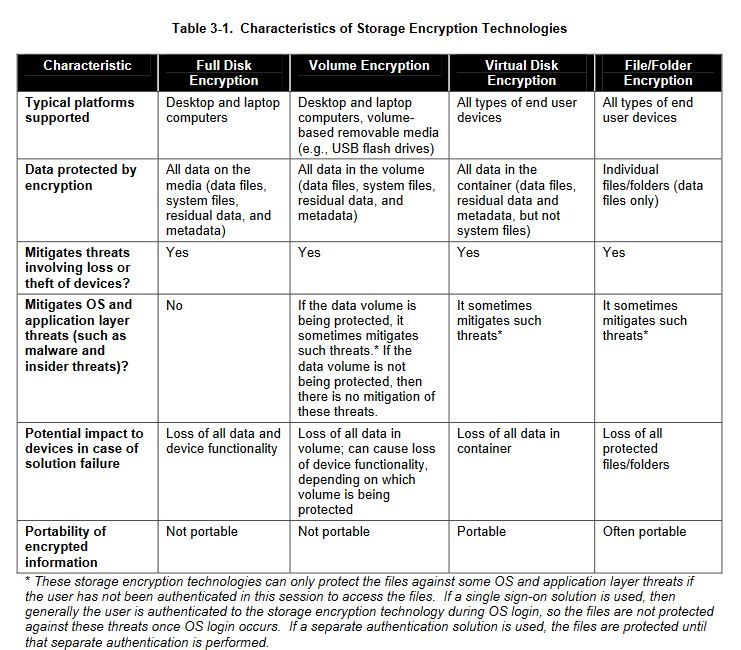 Table 3-1. Characteristics of Storage Encryption Technologies
Characteristic
Full Disk
Encryption
Volume Encryption
Virtual Disk
Encryption
File/Folder
Encryption
Typical platforms
supported
Desktop and laptop
computers
Desktop and laptop
computers, volume-
based removable media
(e.g., USB flash drives)
All types of end user
devices
All types of end
user devices
Data protected by
encryption
All data on the
media (data files,
system files,
residual data, and
metadata)
All data in the volume
(data files, system files,
residual data, and
metadata)
All data in the
container (data files,
residual data and
metadata, but not
system files)
Individual
files/folders (data
files only)
Mitigates threats
involving loss or
theft of devices?
Yes
Yes
Yes
Yes
Mitigates OS and
application layer
threats (such as
malware and
insider threats)?
No
If the data volume is
being protected, it
sometimes mitigates
such threats.* If the
data volume is not
being protected, then
there is no mitigation of
these threats.
It sometimes
mitigates such
threats*
It sometimes
mitigates such
threats*
Potential impact to
devices in case of
solution failure
Loss of all data and
device functionality
Loss of all data in
volume; can cause loss
of device functionality,
depending on which
volume is being
protected
Loss of all data in
container
Loss of all
protected
files/folders
Portability of
encrypted
information
Not portable
Not portable
Portable
Often portable
* These storage encryption technologies can only protect the files against some OS and application layer threats if
the user has not been authenticated in this session to access the files. If a single sign-on solution is used, then
generally the user is authenticated to the storage encryption technology during OS login, so the files are not protected
against these threats once OS login occurs. If a separate authentication solution is used, the files are protected until
that separate authentication is performed.